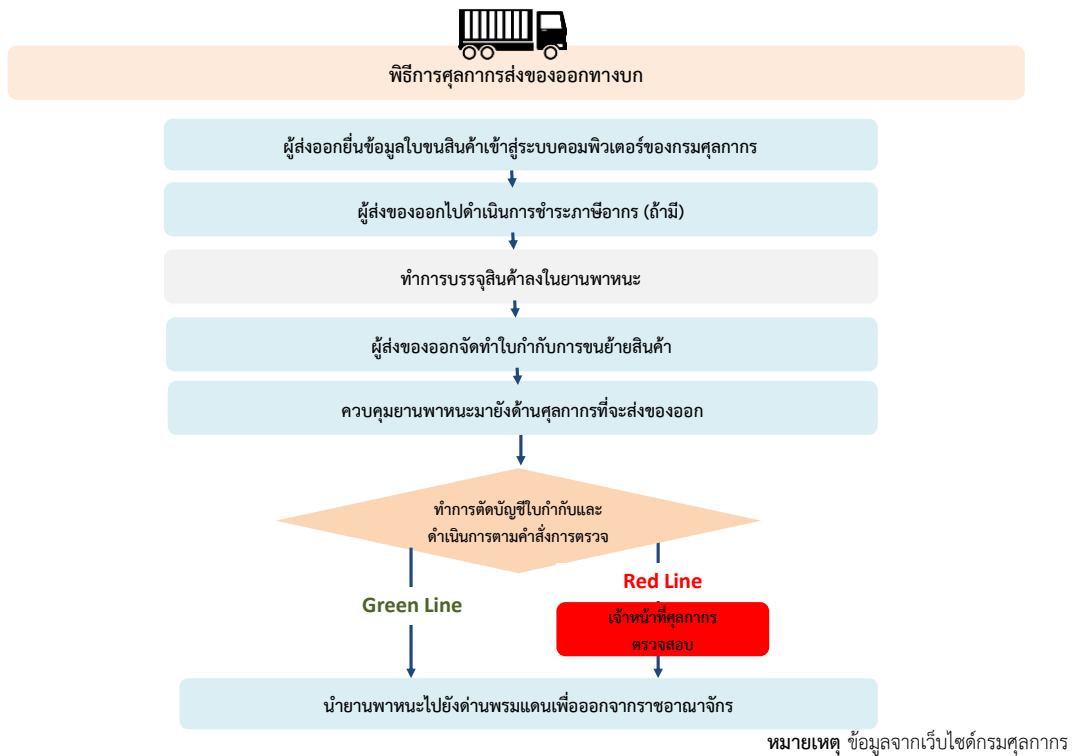 พิธีการศุลกากรส่งของออกทางบก
ผู้ส่งออกยื่นข้อมูลใบขนสินค้าเข้าสู่ระบบคอมพิวเตอร์ของกรมศุลกากร
ผู้ส่งของออกไปดำเนินการชำระภาษีอากร (ถ้ามี)
ทำการบรรจุสินค้าลงในยานพาหนะ
ผู้ส่งของออกจัดทำใบกำกับการขนย้ายสินค้า
ควบคุมยานพาหนะมายังด้านศุลกากรที่จะส่งของออก
ทำการตัดบัญชีใบกำกับและ
ดำเนินการตามคำสั่งการตรวจ
Red Line
Green Line
เจ้าหน้าที่ศุลกากร
ตรวจสอบ
นำยานพาหนะไปยังด่านพรมแดนเพื่อออกจากราชอาณาจักร
หมายเหตุ ข้อมูลจากเว็บไซด์กรมศุลกากร